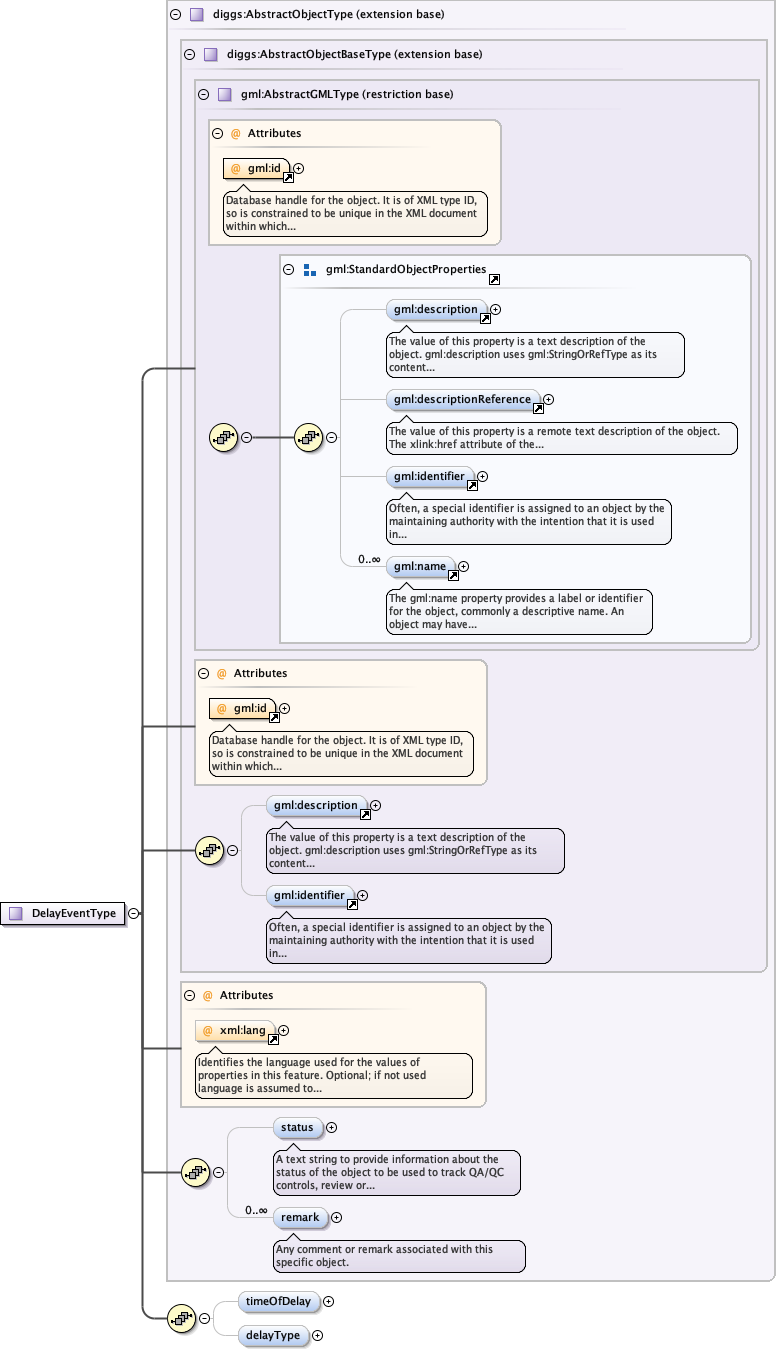 diggs:AbstractObjectType (extension base)
diggs:AbstractObjectBaseType (extension base)
gml:AbstractGMLType (restriction base)
@ Attributes
@ gml:id
Database handle for the object. It is of XML type ID,
so is constrained to be unique in the XML document
within which...
gml:StandardObjectProperties
gml:description
The value of this property is a text description of the
object. gml:description uses gml:StringOrRefType as its
content...
gml:descriptionReference
The value of this property is a remote text description of the object.
The xlink:href attribute of the...
gml:identifier
Often, a special identifier is assigned to an object by the
maintaining authority with the intention that it is used
in...
0..∞
gml:name
The gml:name property provides a label or identifier
for the object, commonly a descriptive name. An
object may have...
@ Attributes
@ gml:id
Database handle for the object. It is of XML type ID,
so is constrained to be unique in the XML document
within which...
gml:description
The value of this property is a text description of the
object. gml:description uses gml:StringOrRefType as its
content...
gml:identifier
Often, a special identifier is assigned to an object by the
maintaining authority with the intention that it is used
in...
DelayEventType
@ Attributes
@ xml:lang
Identifies the language used for the values of
properties in this feature. Optional; if not used
language is assumed to...
status
A text string to provide information about the
status of the object to be used to track QA/QC
controls, review or...
0..∞
remark
Any comment or remark associated with this
specific object.
timeOfDelay
delayType